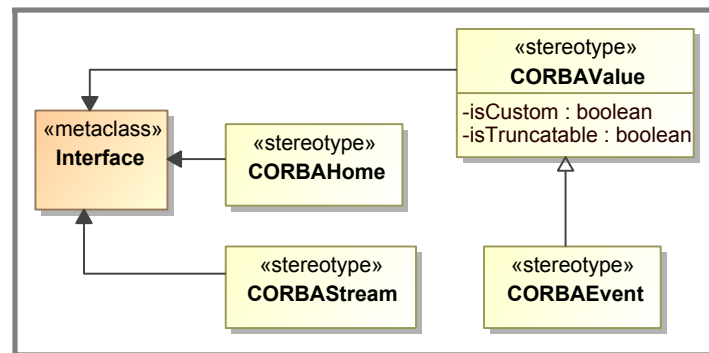 «stereotype»
CORBAValue
-isCustom : boolean
-isTruncatable : boolean
«metaclass»
Interface
«stereotype»
CORBAHome
«stereotype»
CORBAStream
«stereotype»
CORBAEvent